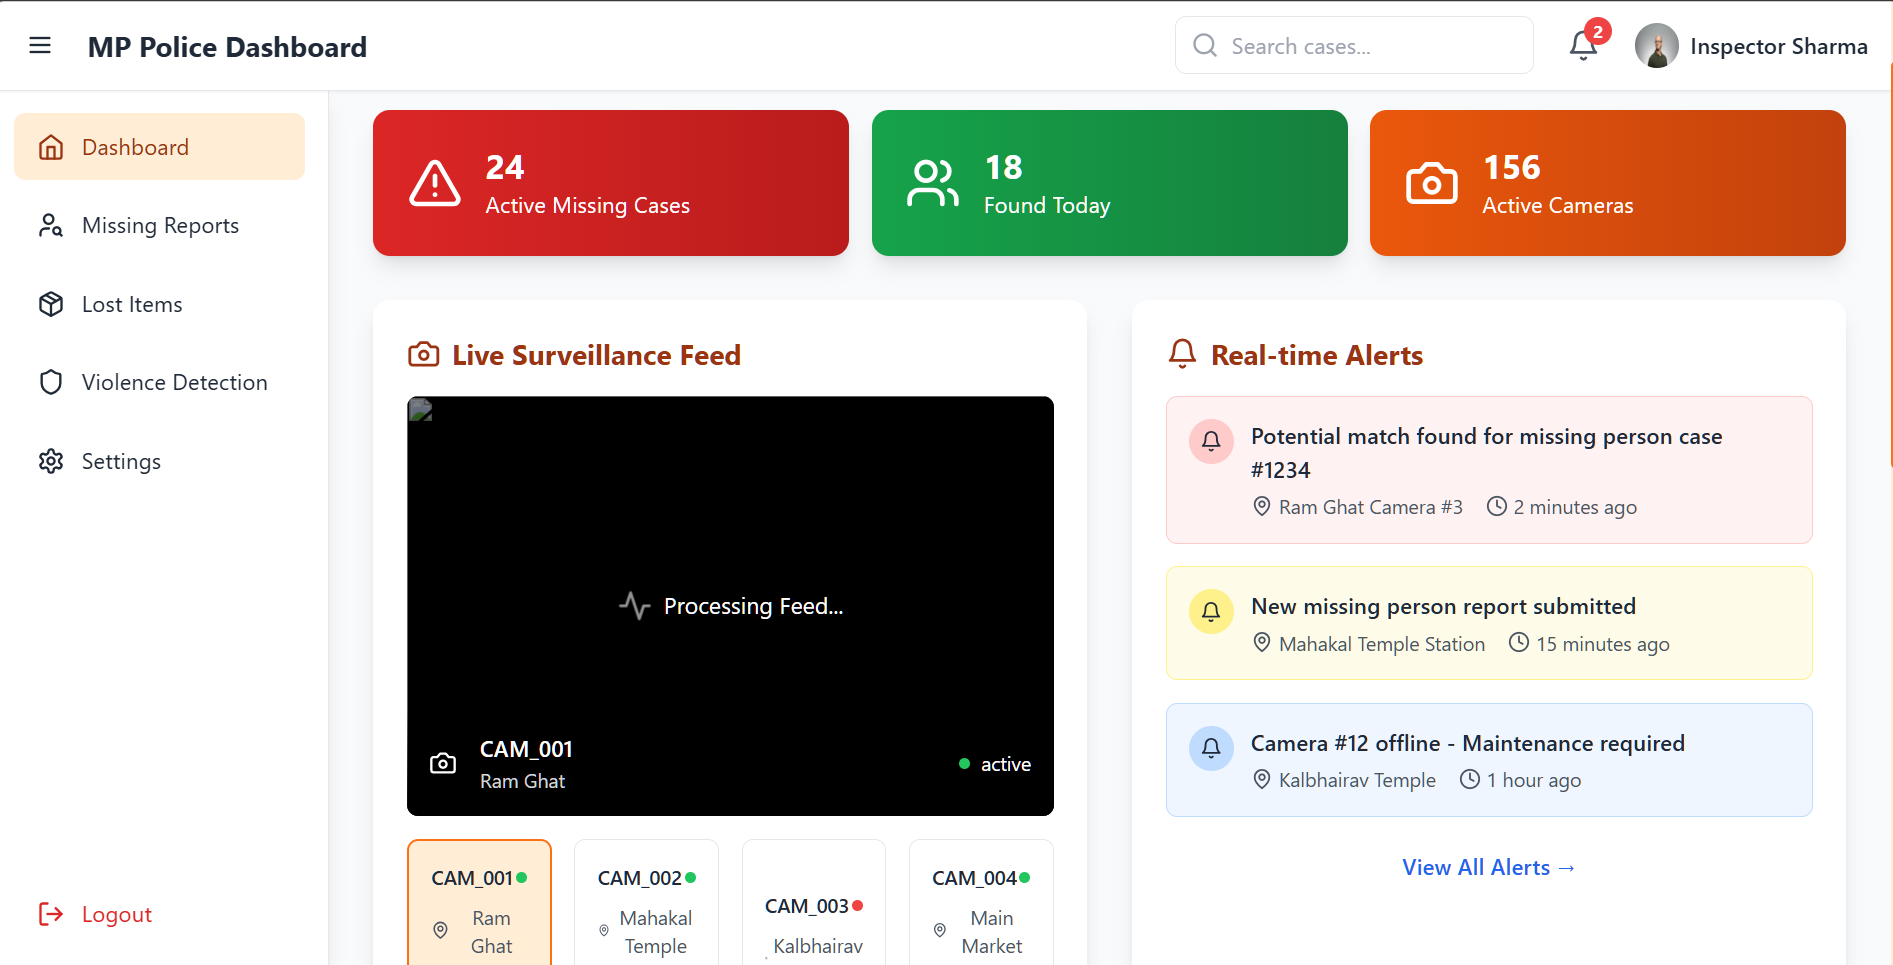 MP Police Dashboard
Search cases...
2
Inspector Sharma
Dashboard
Missing Reports
Lost Items
Violence Detection
Settings
Logout
24
Active Missing Cases
18
Found Today
156
Active Cameras
Live Surveillance Feed
Processing Feed...
CAM_001
Ram Ghat
active
CAM_001
Ram
Ghat
CAM_002
Mahakal
Temple
CAM_003
Kalbhairav
CAM_004
Main
Market
Real-time Alerts
Potential match found for missing person case
#1234
Ram Ghat Camera #3 2 minutes ago
New missing person report submitted
Mahakal Temple Station 15 minutes ago
Camera #12 offline - Maintenance required
Kalbhairav Temple 1 hour ago
View All Alerts →